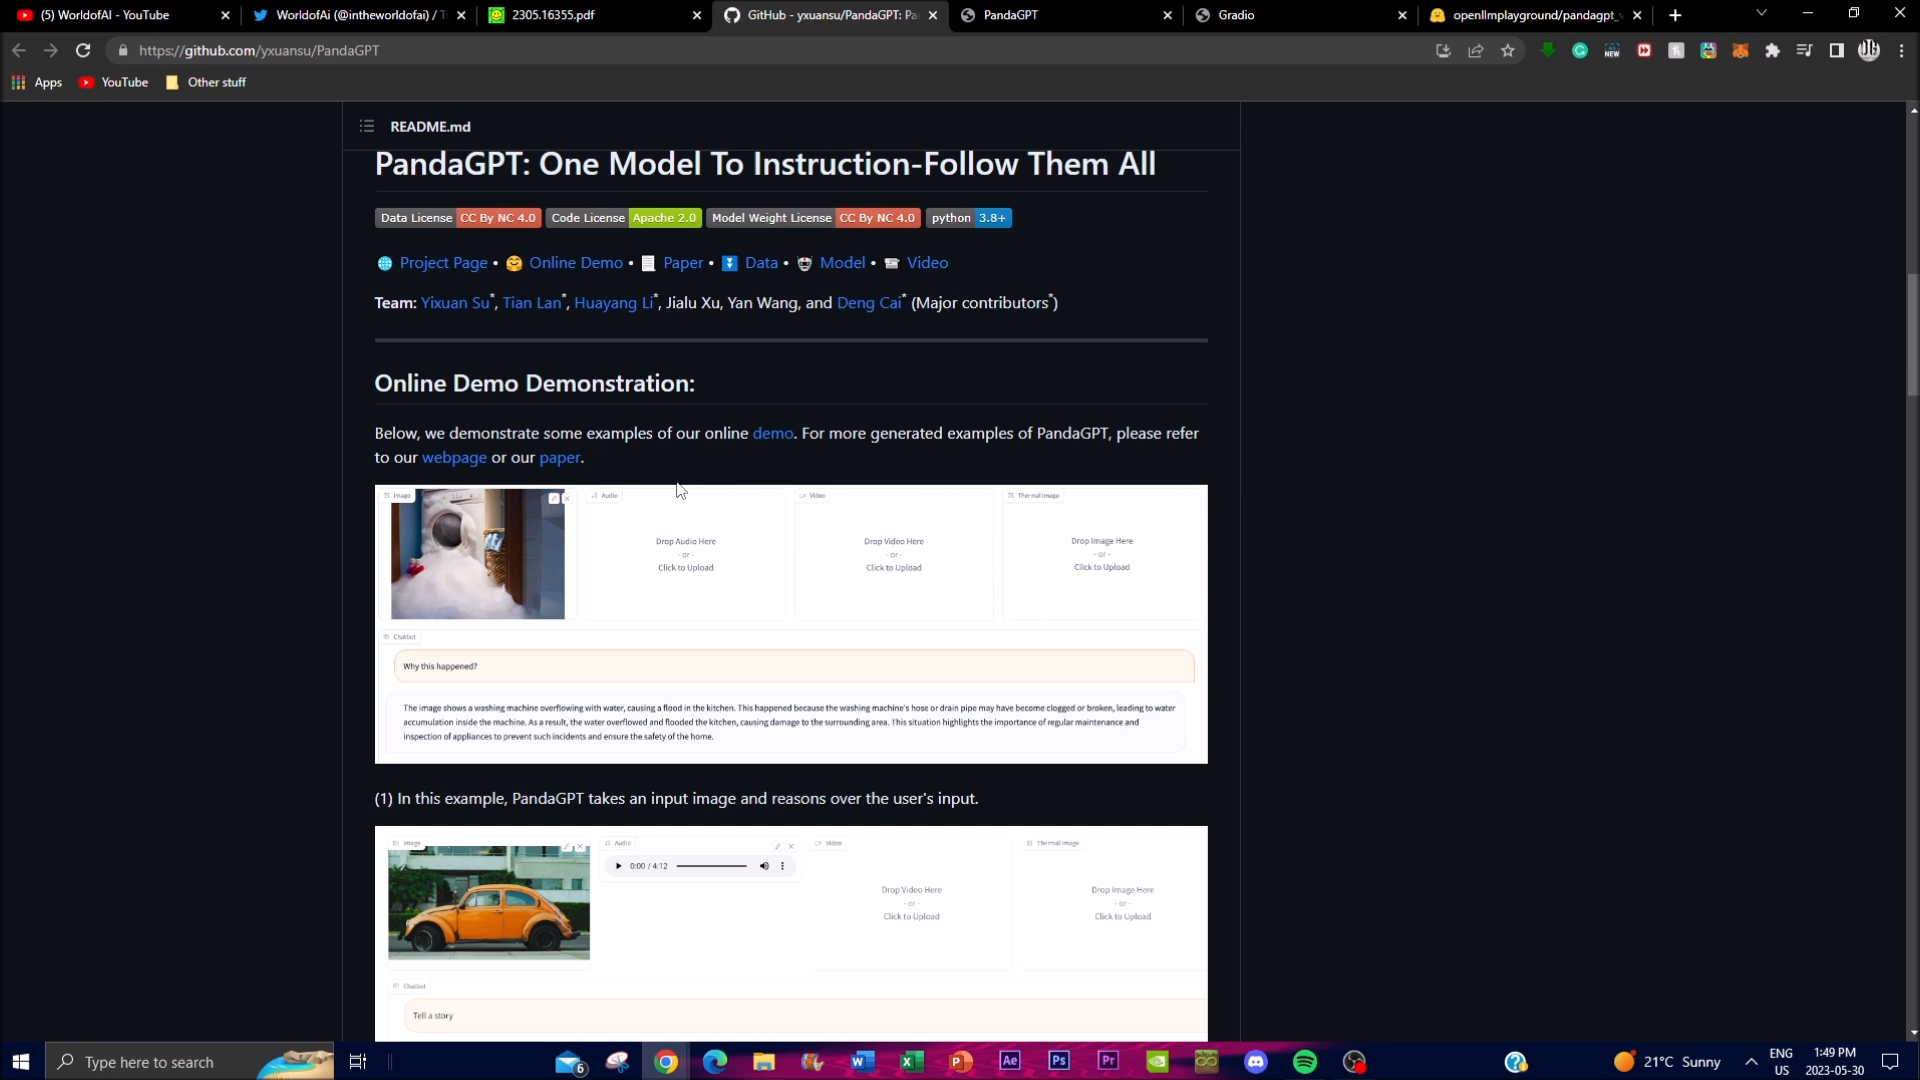 (5) WorldofAI - YouTube
WorldofAi (@intheworldofai) / T
2305.16355.pdf
GitHub - yxuansu/PandaGPT: Pa
PandaGPT
Gradio
openllmplayground/pandagpt_v
https://github.com/yxuansu/PandaGPT
Apps
YouTube
Other stuff
README.md
PandaGPT: One Model To Instruction-Follow Them All
Data License CC By NC 4.0 Code License Apache 2.0 Model Weight License CC By NC 4.0 python 3.8+
Project Page • Online Demo • Paper • Data • Model • Video
Team: Yixuan Su*, Tian Lan*, Huayang Li*, Jialu Xu, Yan Wang, and Deng Cai* (Major contributors*)
Online Demo Demonstration:
Below, we demonstrate some examples of our online demo. For more generated examples of PandaGPT, please refer
to our webpage or our paper.
Image
Audio
Video
Thermal Image
Drop Audio Here
- or -
Click to Upload
Drop Video Here
- or -
Click to Upload
Drop Image Here
- or -
Click to Upload
Chatbot
Why this happened?
The image shows a washing machine overflowing with water, causing a flood in the kitchen. This happened because the washing machine's hose or drain pipe may have become clogged or broken, leading to water
accumulation inside the machine. As a result, the water overflowed and flooded the kitchen, causing damage to the surrounding area. This situation highlights the importance of regular maintenance and
inspection of appliances to prevent such incidents and ensure the safety of the home.
(1) In this example, PandaGPT takes an input image and reasons over the user's input.
Image
Audio
Video
Thermal Image
0:00 / 4:12
Drop Video Here
- or -
Click to Upload
Drop Image Here
- or -
Click to Upload
Chatbot
Tell a story
Type here to search
6
21°C Sunny
ENG
US
1:49 PM
2023-05-30